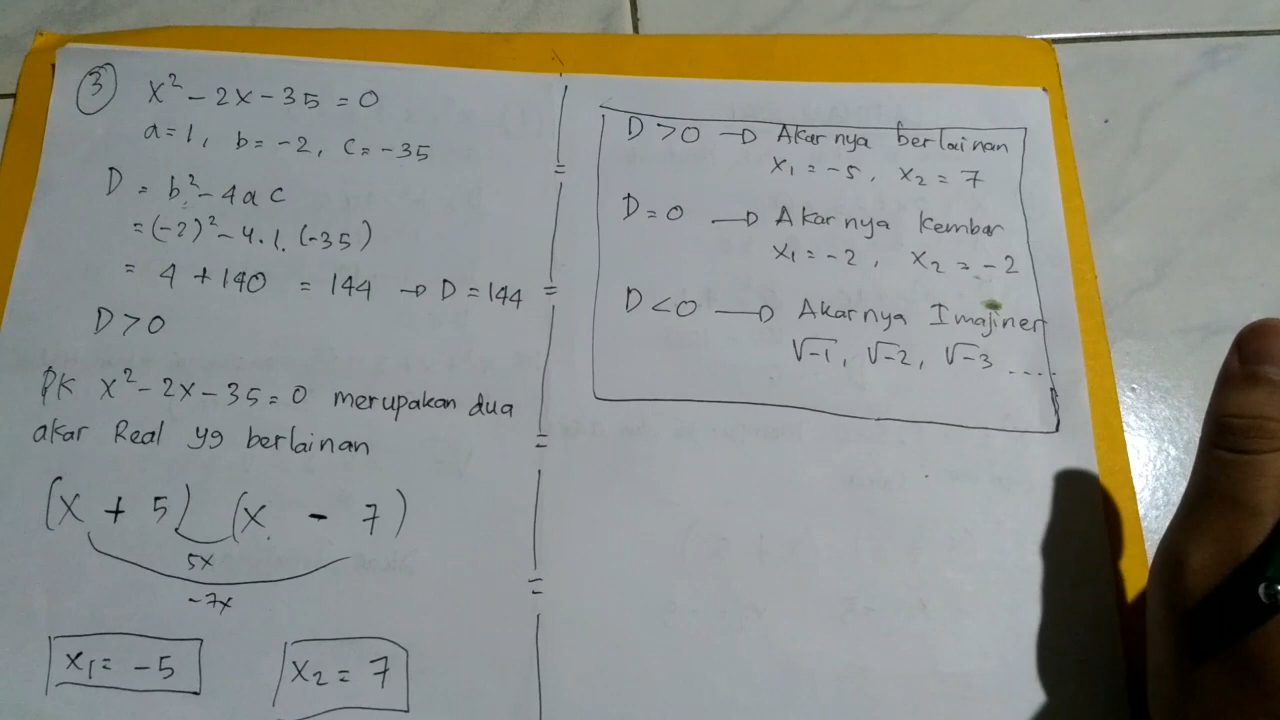 ③ x² - 2x - 35 = 0
a = 1, b = -2, c = -35
D = b² - 4ac
= (-2)² - 4.1. (-35)
= 4 + 140 = 144 → D = 144
D > 0
PK x² - 2x - 35 = 0 merupakan dua
akar Real yg berlainan
(x + 5) (x - 7)
5x
-7x
x₁ = -5 x₂ = 7
D > 0 → Akarnya berlainan
x₁ = -5, x₂ = 7
D = 0 → Akarnya Kembar
x₁ = -2, x₂ = -2
D < 0 → Akarnya Imajiner
√-1, √-2, √-3 ....